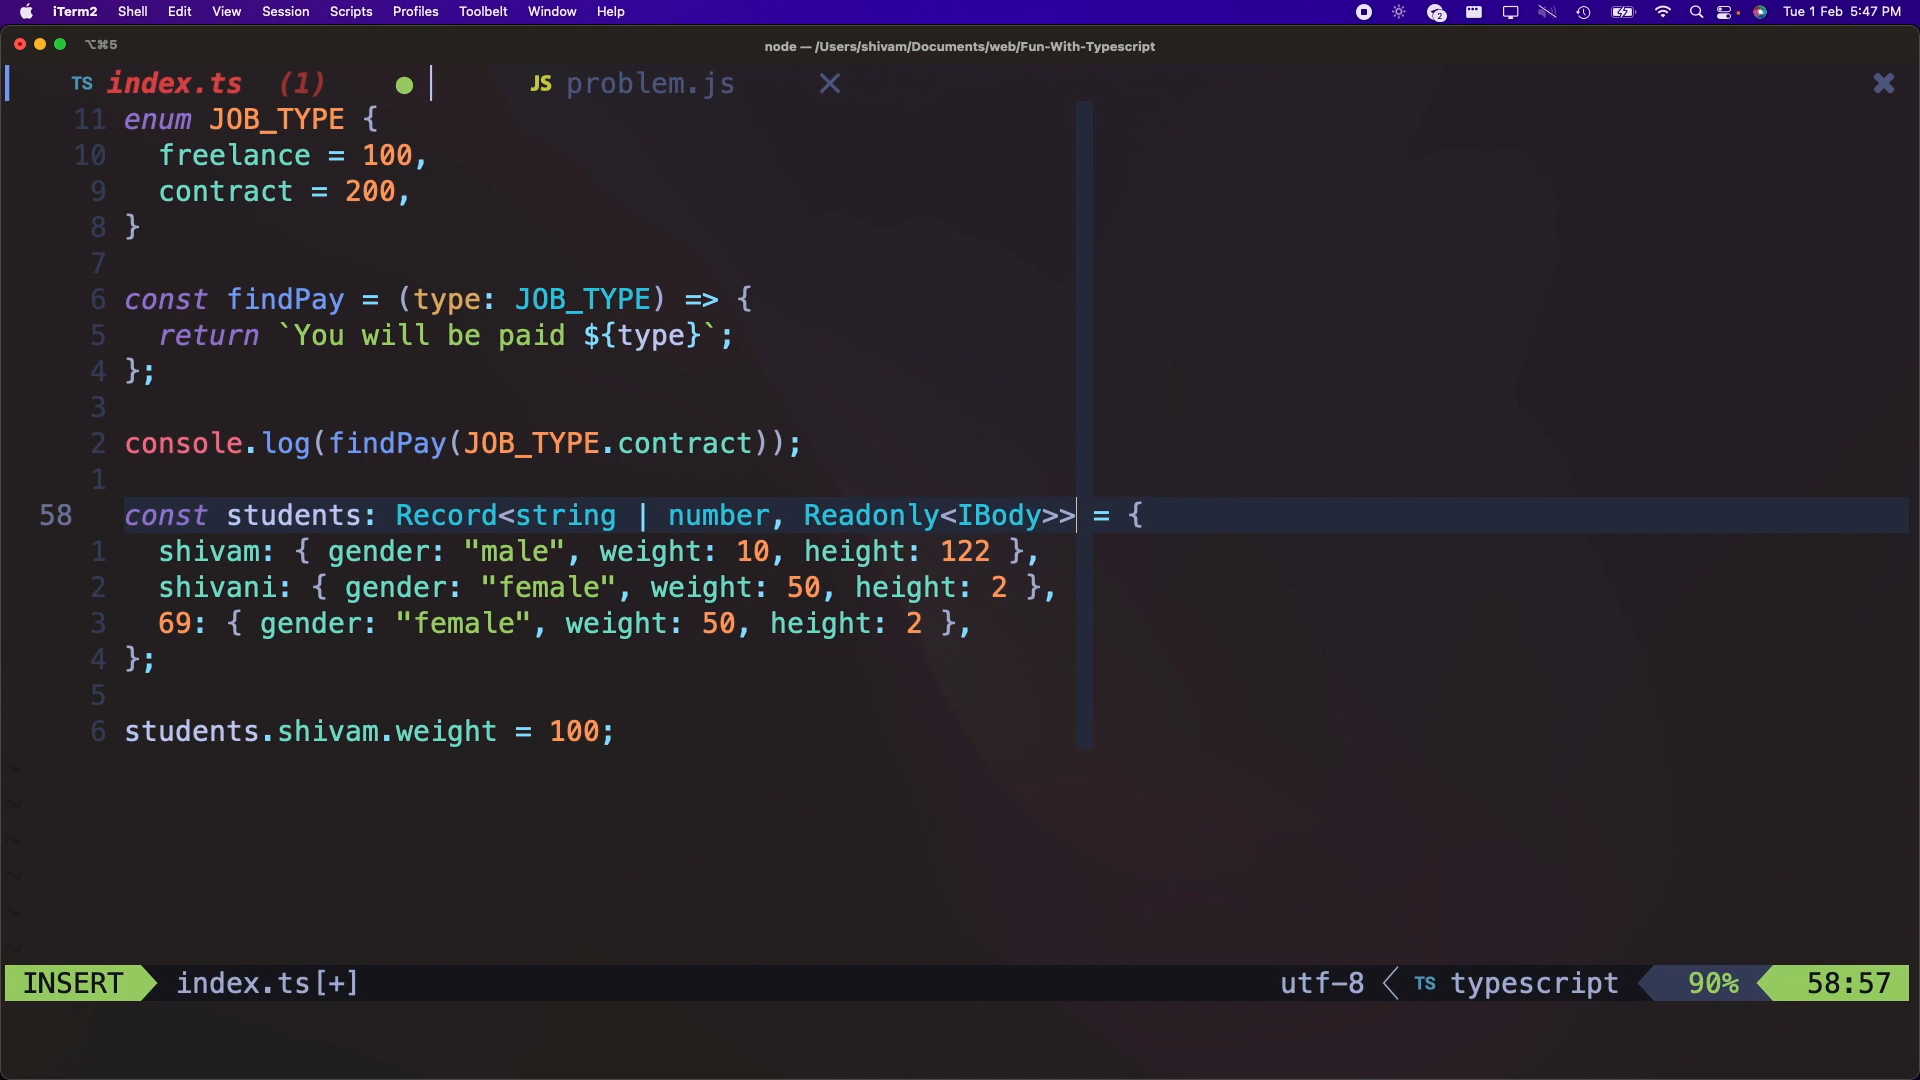 iTerm2 Shell Edit View Session Scripts Profiles Toolbelt Window Help 2 Tue 1 Feb 5:47 PM
⌥⌘5 node — /Users/shivam/Documents/web/Fun-With-Typescript
TS index.ts (1) JS problem.js
11 enum JOB_TYPE {
10 freelance = 100,
9 contract = 200,
8 }
7
6 const findPay = (type: JOB_TYPE) => {
5 return `You will be paid ${type}`;
4 };
3
2 console.log(findPay(JOB_TYPE.contract));
1
58 const students: Record<string | number, Readonly<IBody>> = {
1 shivam: { gender: "male", weight: 10, height: 122 },
2 shivani: { gender: "female", weight: 50, height: 2 },
3 69: { gender: "female", weight: 50, height: 2 },
4 };
5
6 students.shivam.weight = 100;
~
~
~
~
~
~
INSERT index.ts[+] utf-8 TS typescript 90% 58:57